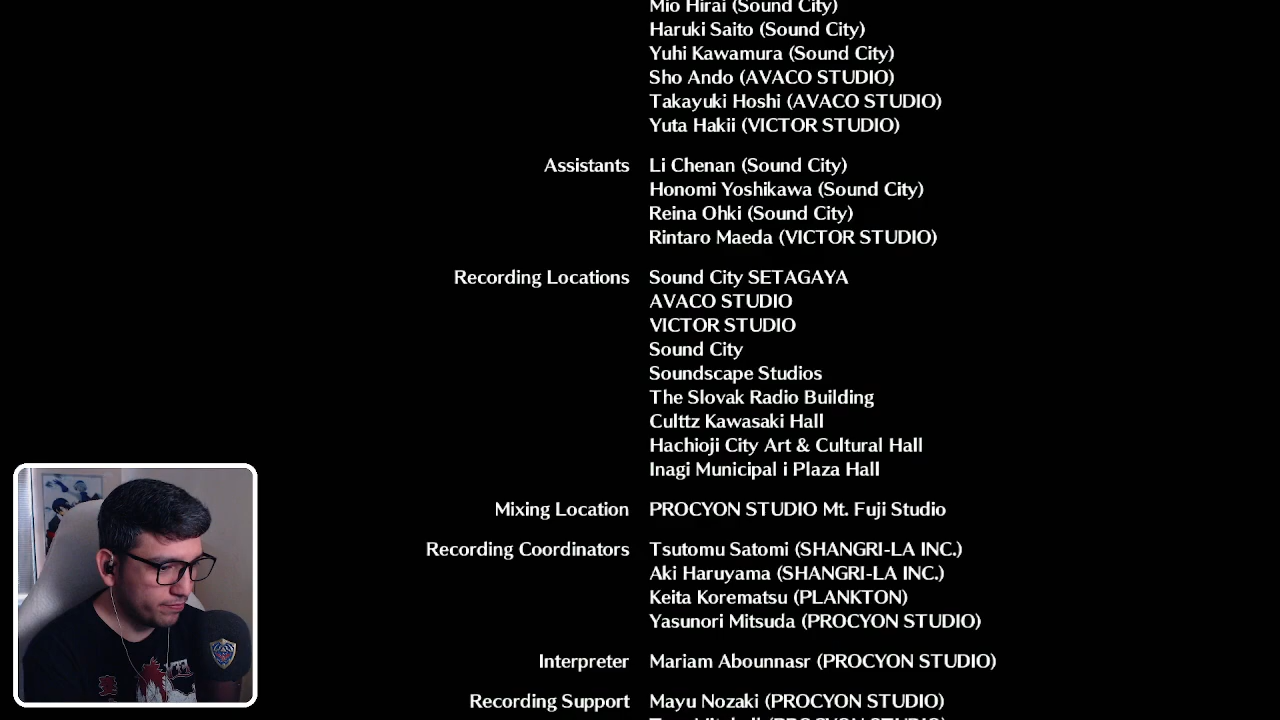 Mio Hirai (Sound City)
Haruki Saito (Sound City)
Yuhi Kawamura (Sound City)
Sho Ando (AVACO STUDIO)
Takayuki Hoshi (AVACO STUDIO)
Yuta Hakii (VICTOR STUDIO)
Assistants Li Chenan (Sound City)
Honomi Yoshikawa (Sound City)
Reina Ohki (Sound City)
Rintaro Maeda (VICTOR STUDIO)
Recording Locations Sound City SETAGAYA
AVACO STUDIO
VICTOR STUDIO
Sound City
Soundscape Studios
The Slovak Radio Building
Culttz Kawasaki Hall
Hachioji City Art & Cultural Hall
Inagi Municipal i Plaza Hall
Mixing Location PROCYON STUDIO Mt. Fuji Studio
Recording Coordinators Tsutomu Satomi (SHANGRI-LA INC.)
Aki Haruyama (SHANGRI-LA INC.)
Keita Korematsu (PLANKTON)
Yasunori Mitsuda (PROCYON STUDIO)
Interpreter Mariam Abounnasr (PROCYON STUDIO)
Recording Support Mayu Nozaki (PROCYON STUDIO)
(PROCYON STUDIO)